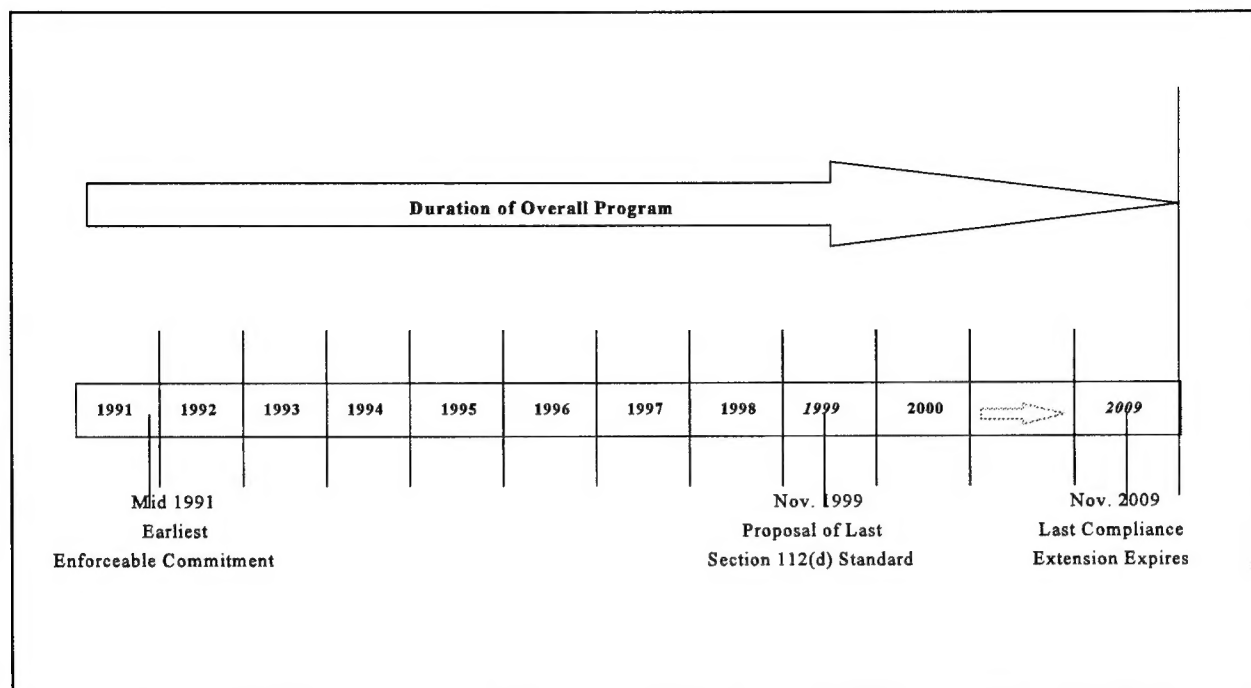 Duration of Overall Program
1991 1992 1993 1994 1995 1996 1997 1998 1999 2000 2009
Mid 1991 Nov. 1999 Nov. 2009
Earliest Proposal of Last Last Compliance
Enforceable Commitment Section 112(d) Standard Extension Expires